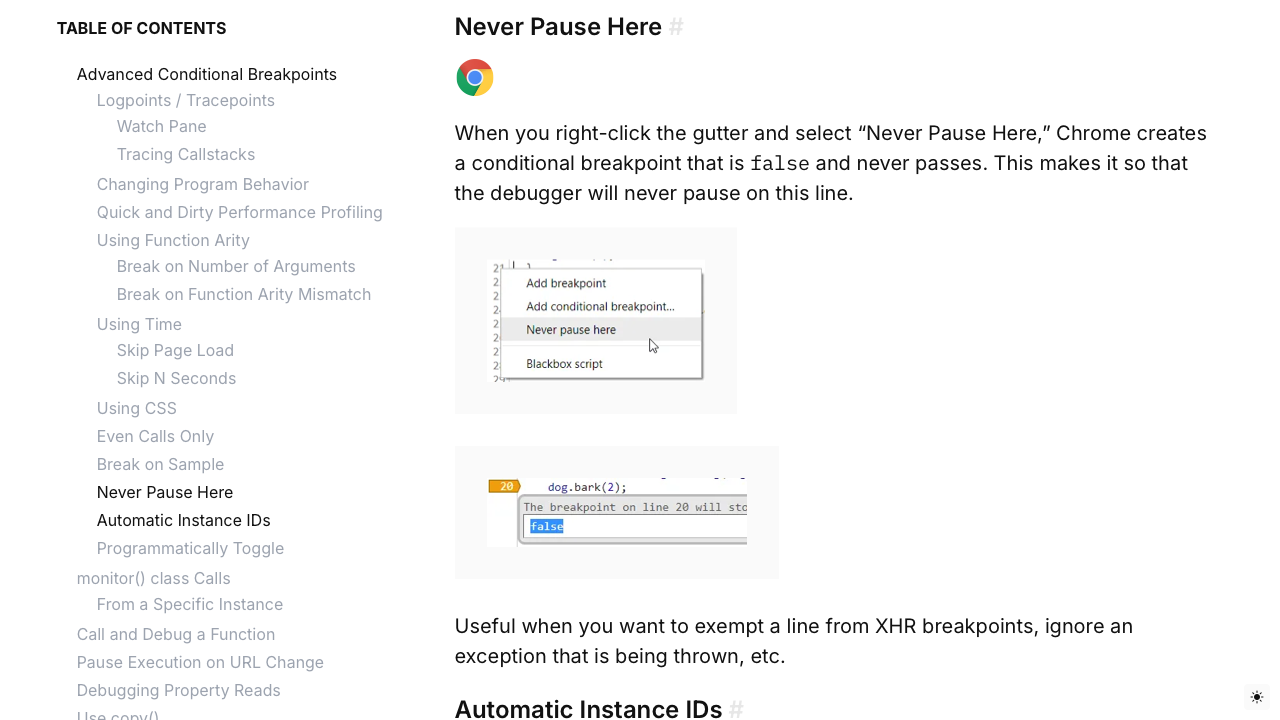 TABLE OF CONTENTS
Advanced Conditional Breakpoints
Logpoints / Tracepoints
Watch Pane
Tracing Callstacks
Changing Program Behavior
Quick and Dirty Performance Profiling
Using Function Arity
Break on Number of Arguments
Break on Function Arity Mismatch
Using Time
Skip Page Load
Skip N Seconds
Using CSS
Even Calls Only
Break on Sample
Never Pause Here
Automatic Instance IDs
Programmatically Toggle
monitor() class Calls
From a Specific Instance
Call and Debug a Function
Pause Execution on URL Change
Debugging Property Reads
Use copy()
Never Pause Here #
When you right-click the gutter and select “Never Pause Here,” Chrome creates
a conditional breakpoint that is false and never passes. This makes it so that
the debugger will never pause on this line.
21
Add breakpoint
Add conditional breakpoint...
Never pause here
Blackbox script
20 dog.bark(2);
The breakpoint on line 20 will sto
false
Useful when you want to exempt a line from XHR breakpoints, ignore an
exception that is being thrown, etc.
Automatic Instance IDs #